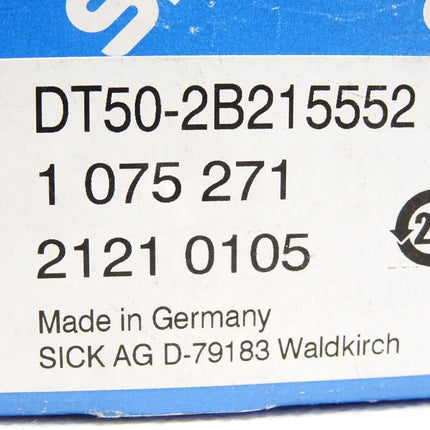 DT50-2B215552
1 075 271
2121 0105
Made in Germany
SICK AG D-79183 Waldkirch